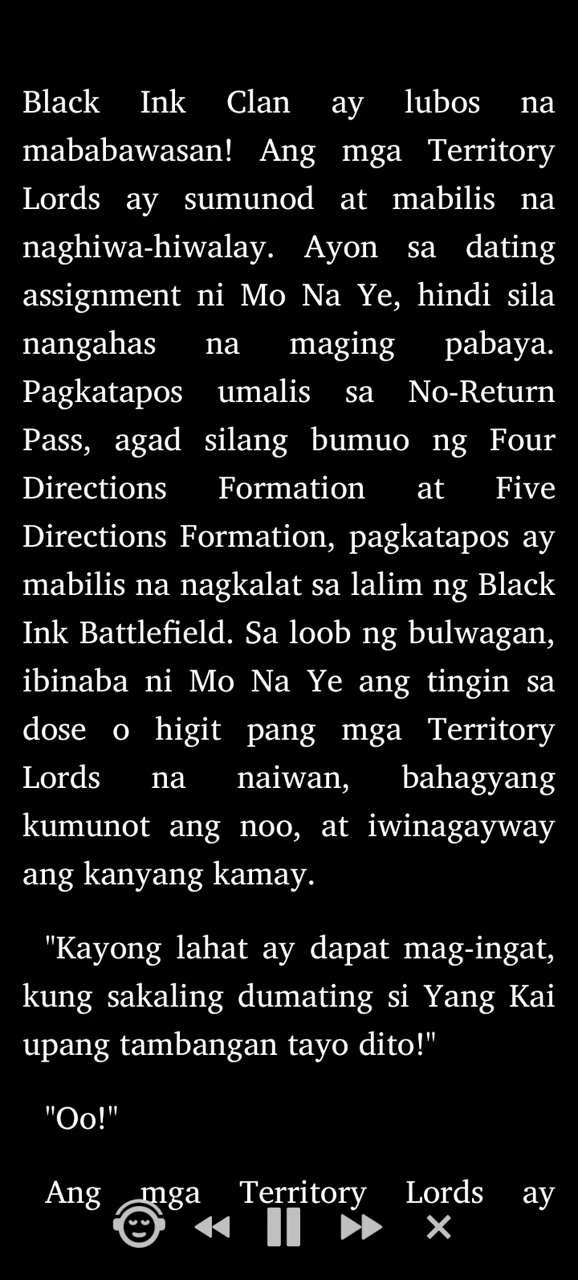 Black Ink Clan ay lubos na
mababawasan! Ang mga Territory
Lords ay sumunod at mabilis na
naghiwa-hiwalay. Ayon sa dating
assignment ni Mo Na Ye, hindi sila
nangahas na maging pabaya.
Pagkatapos umalis sa No-Return
Pass, agad silang bumuo ng Four
Directions Formation at Five
Directions Formation, pagkatapos ay
mabilis na nagkalat sa lalim ng Black
Ink Battlefield. Sa loob ng bulwagan,
ibinaba ni Mo Na Ye ang tingin sa
dose o higit pang mga Territory
Lords na naiwan, bahagyang
kumunot ang noo, at iwinagayway
ang kanyang kamay.
"Kayong lahat ay dapat mag-ingat,
kung sakaling dumating si Yang Kai
upang tambangan tayo dito!"
"Oo!"
Ang mga Territory Lords ay